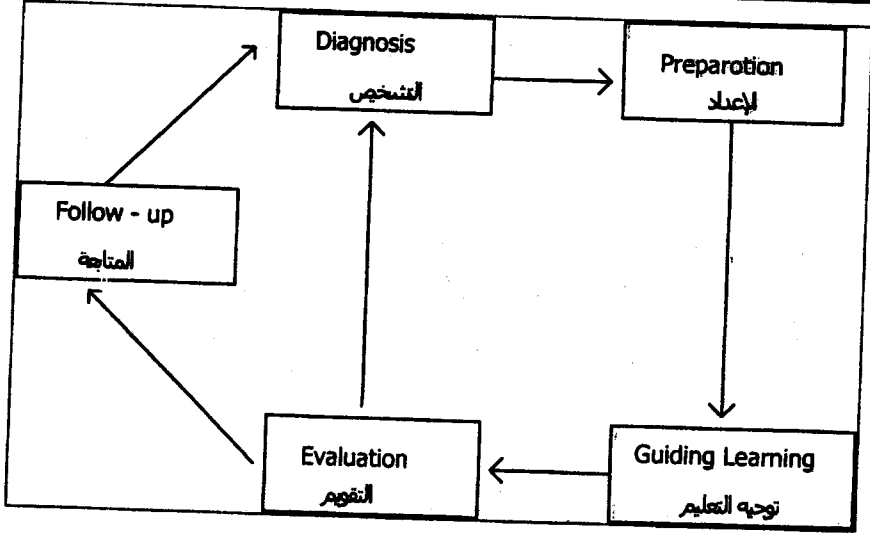 Diagnosis
التشخيص
Preparotion
الإعداد
Follow - up
المتابعة
Evaluation
التقويم
Guiding Learning
توجيه التعليم